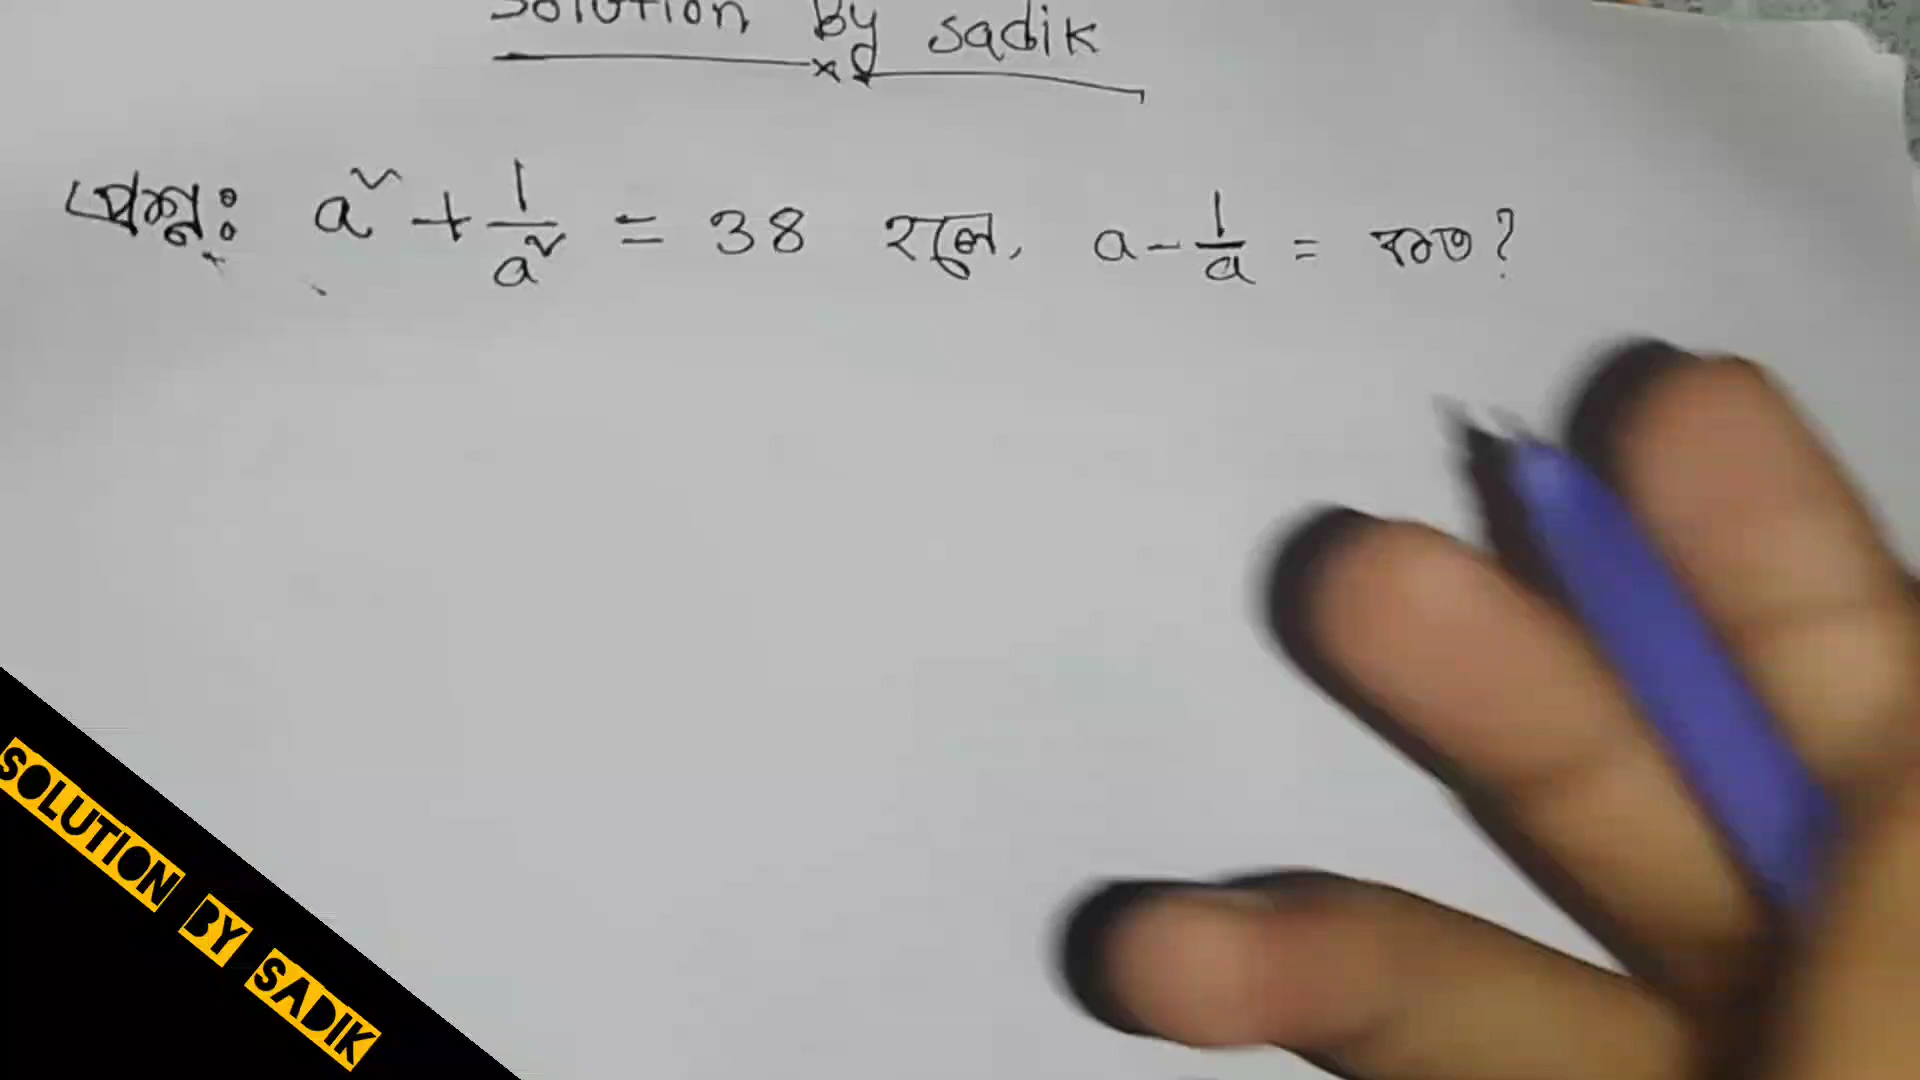 Solution by sadik
প্রশ্নঃ a² + 1/a² = 38 হলে, a - 1/a = কত?
SOLUTION BY SADIK